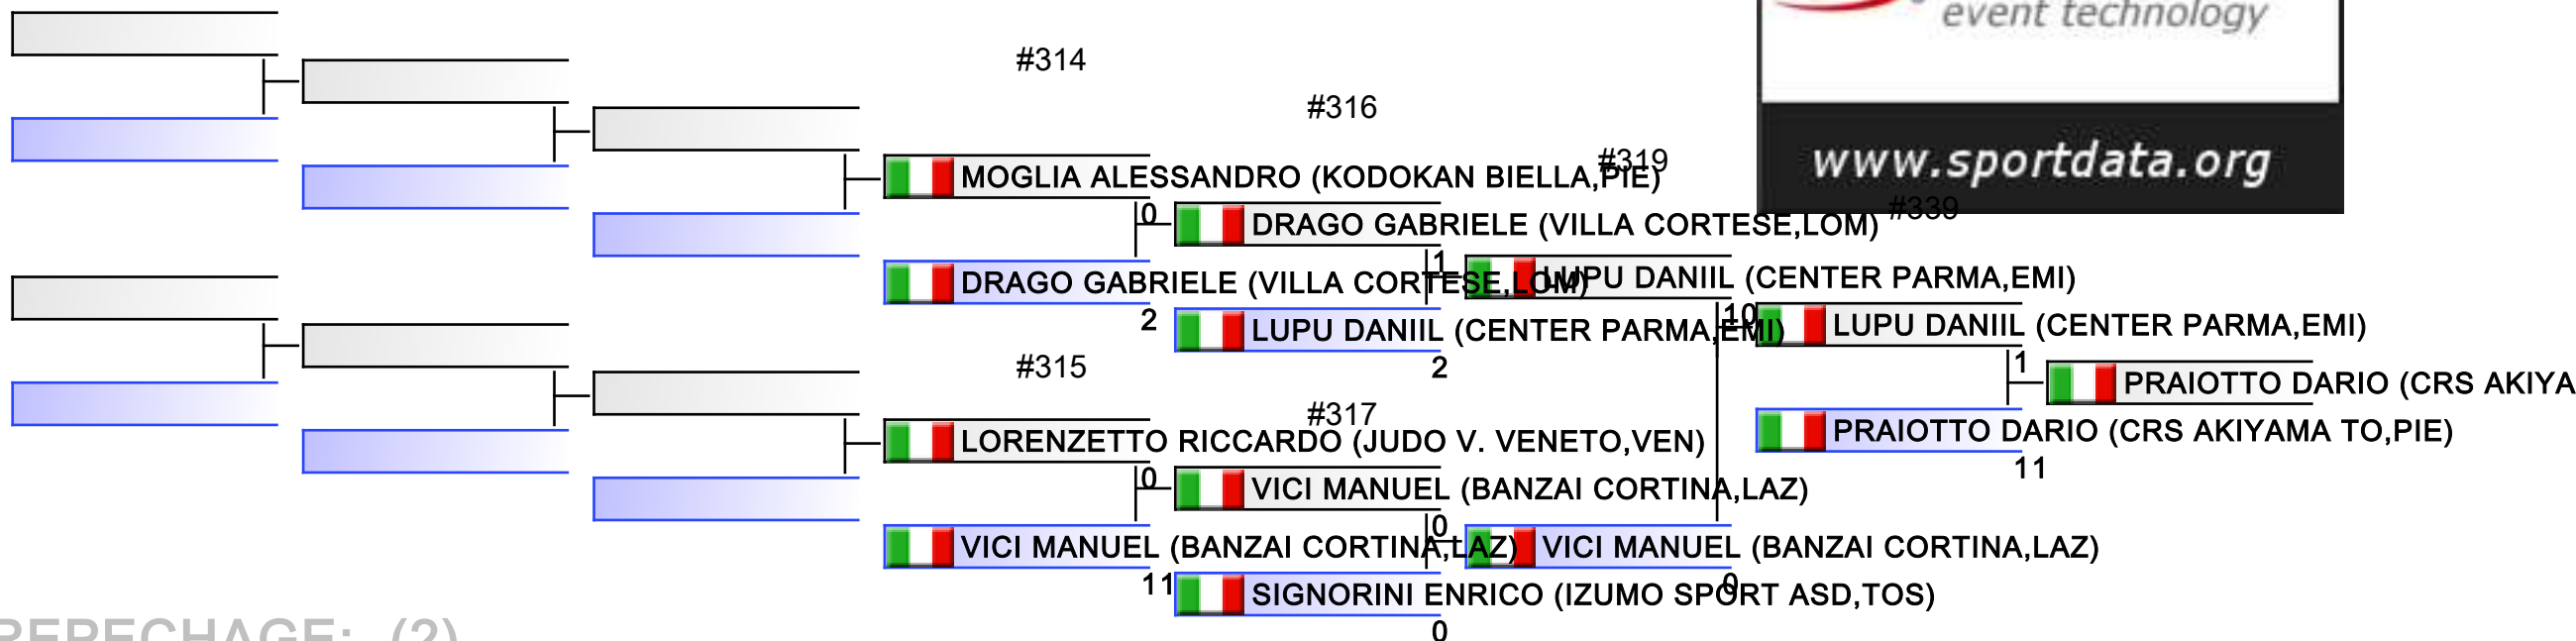 event technology
#314
#316
#319
www.sportdata.org
MOGLIA ALESSANDRO (KODOKAN BIELLA,PIE)
#339
0
DRAGO GABRIELE (VILLA CORTESE,LOM)
1
LUPU DANIIL (CENTER PARMA,EMI)
DRAGO GABRIELE (VILLA CORTESE,LOM)
2
10
LUPU DANIIL (CENTER PARMA,EMI)
LUPU DANIIL (CENTER PARMA,EMI)
2
#315
1
PRAIOTTO DARIO (CRS AKIYA
#317
PRAIOTTO DARIO (CRS AKIYAMA TO,PIE)
11
LORENZETTO RICCARDO (JUDO V. VENETO,VEN)
0
VICI MANUEL (BANZAI CORTINA,LAZ)
0
VICI MANUEL (BANZAI CORTINA,LAZ)
VICI MANUEL (BANZAI CORTINA,LAZ)
11
0
SIGNORINI ENRICO (IZUMO SPORT ASD,TOS)
0
REPECHAGE: (2)